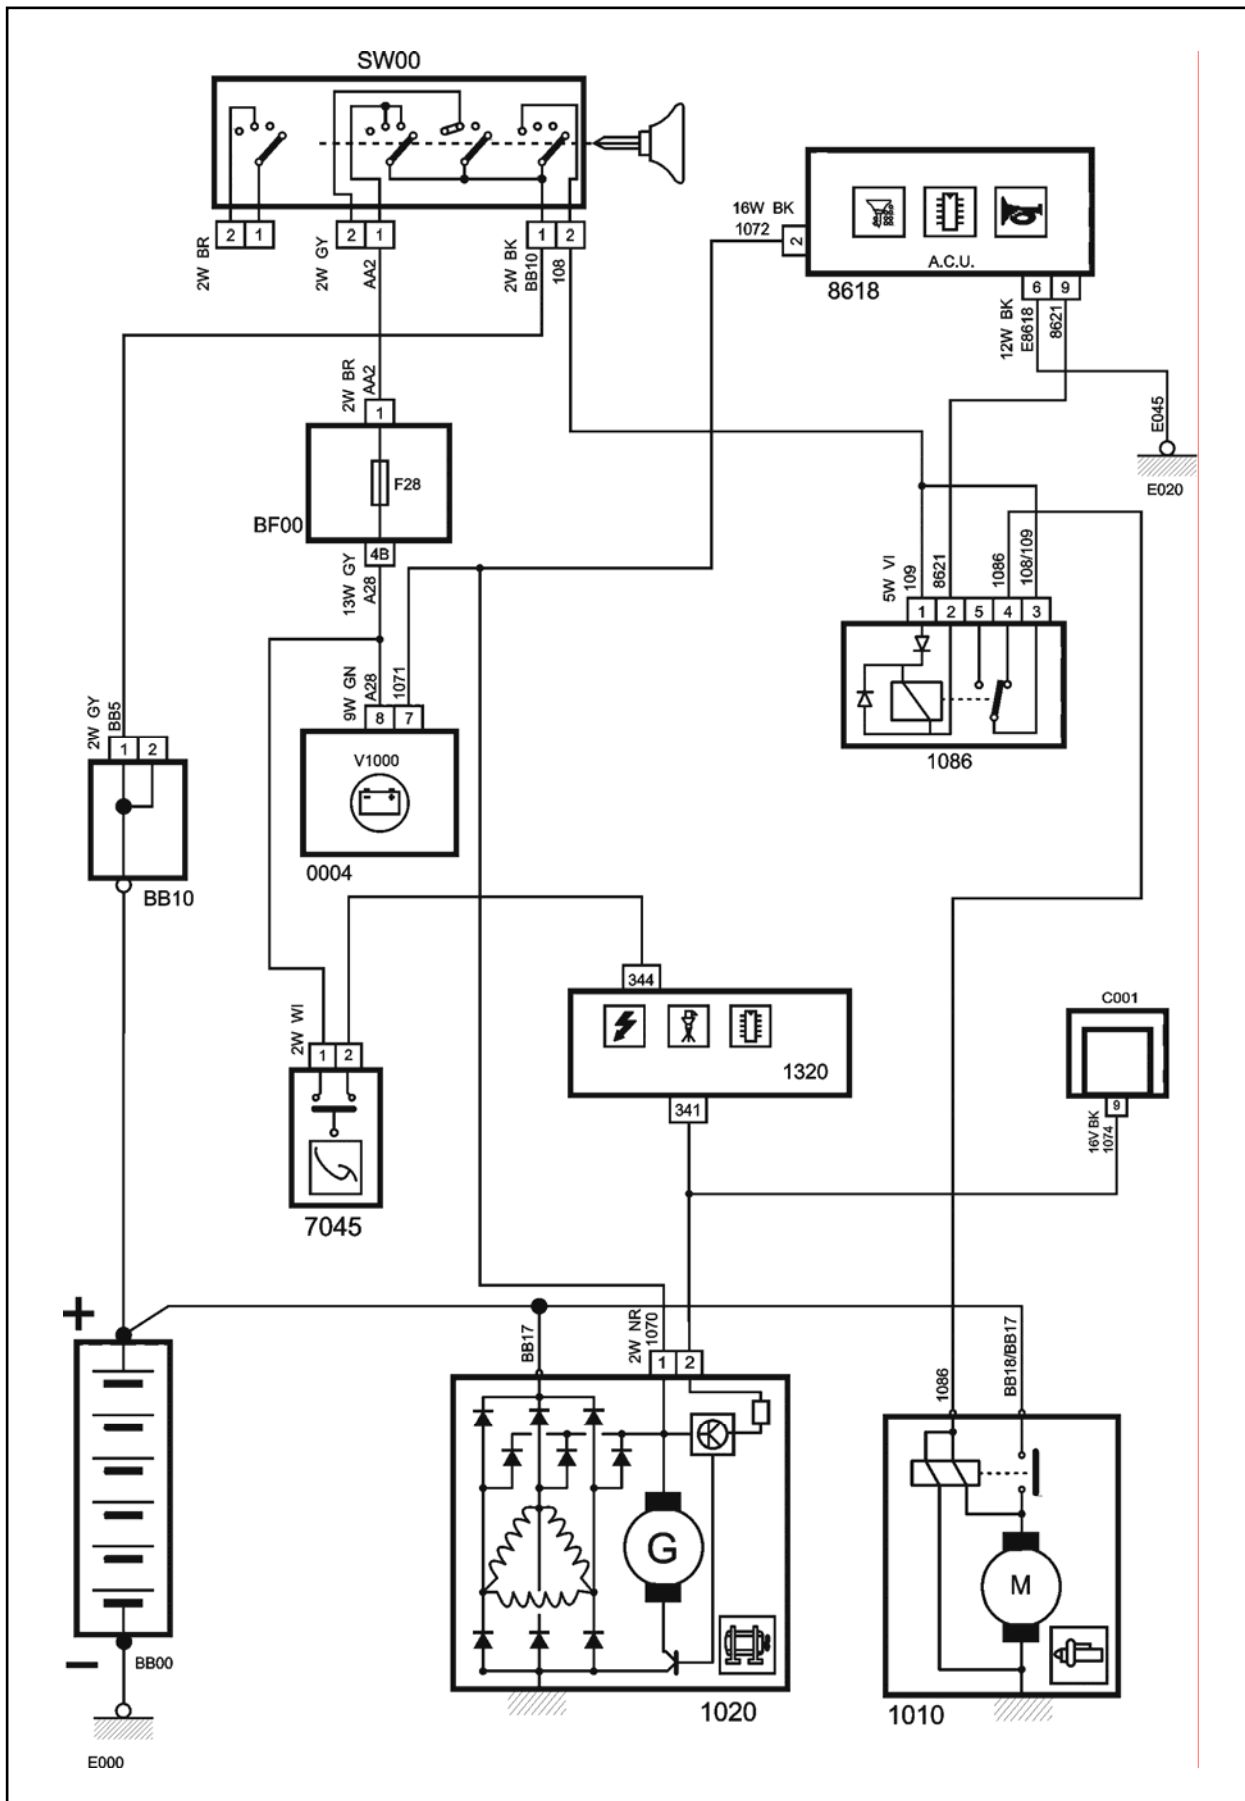 SW00
2 1
2 1
1 2
2W BR
2W GY
AA2
2W BK
BB10
108
16W BK
1072
2
A.C.U.
8618
6 9
12W BK
E8618
8621
E045
E020
2W BR
AA2
1
F28
BF00
4B
13W GY
A28
9W GN
A28
1071
8 7
V1000
0004
5W VI
109
8621
1086
108/109
1 2 5 4 3
1086
2W GY
BB5
1 2
BB10
344
1320
341
2W WI
1 2
7045
C001
9
16V BK
1074
+
BB17
2W NR
1070
1 2
G
1020
1086
BB18/BB17
M
1010
−
BB00
E000